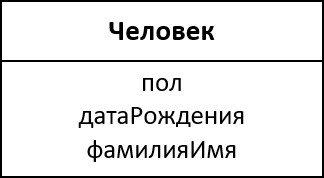 Человек
пол
датаРождения
фамилияИмя